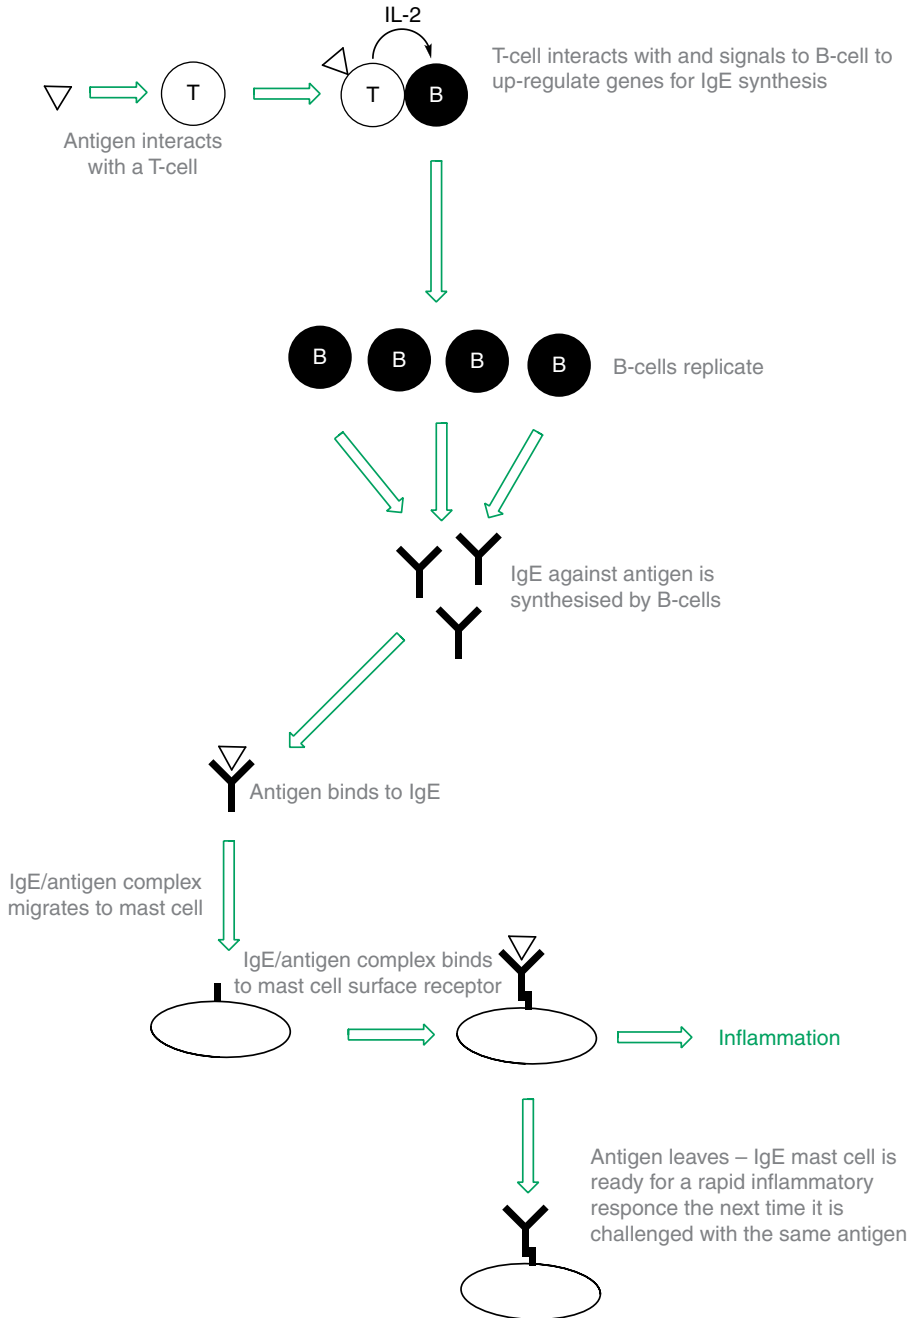 IL-2
T-cell interacts with and signals to B-cell to
up-regulate genes for IgE synthesis
T
T
B
Antigen interacts
with a T-cell
B
B
B
B
B-cells replicate
IgE against antigen is
synthesised by B-cells
Antigen binds to IgE
IgE/antigen complex
migrates to mast cell
IgE/antigen complex binds
to mast cell surface receptor
Inflammation
Antigen leaves – IgE mast cell is
ready for a rapid inflammatory
responce the next time it is
challenged with the same antigen